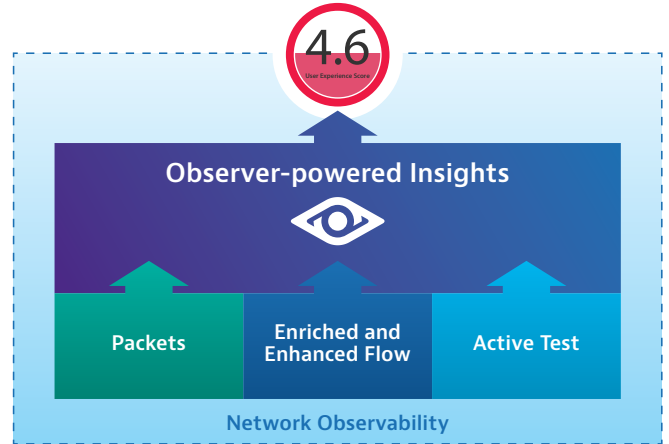 4.6
User Experience Score
Observer-powered Insights
Packets
Enriched and
Enhanced Flow
Active Test
Network Observability